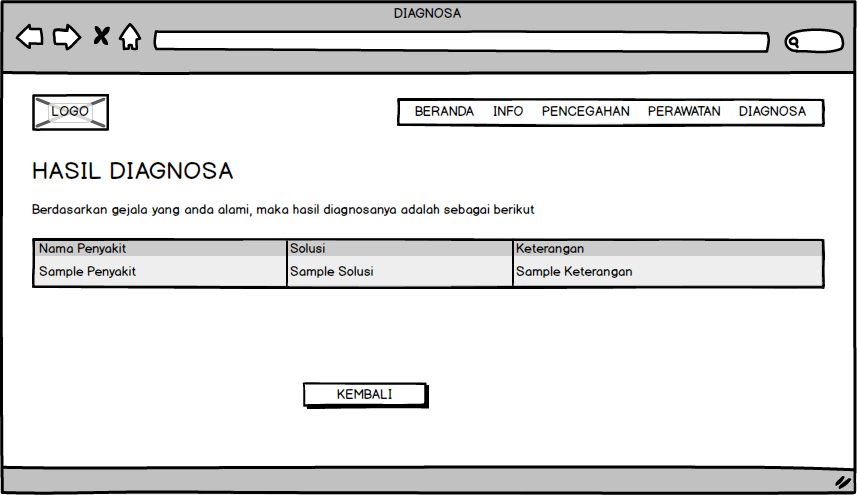 DIAGNOSA
LOGO
BERANDA INFO PENCEGAHAN PERAWATAN DIAGNOSA
HASIL DIAGNOSA
Berdasarkan gejala yang anda alami, maka hasil diagnosanya adalah sebagai berikut
Nama Penyakit Solusi Keterangan
Sample Penyakit Sample Solusi Sample Keterangan
KEMBALI